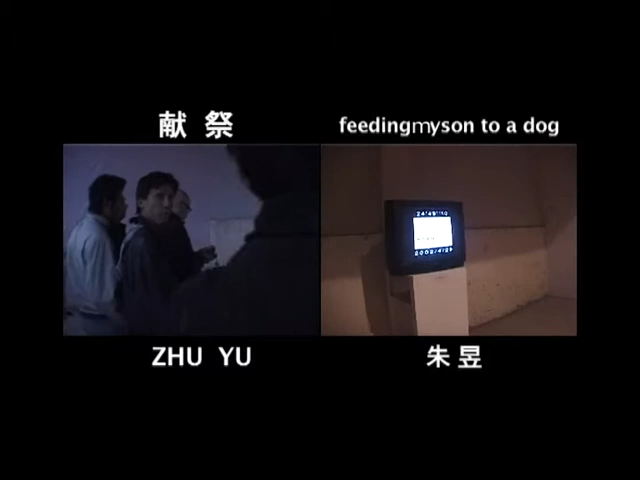 献 祭
feedingmyson to a dog
ZHU YU
朱 昱